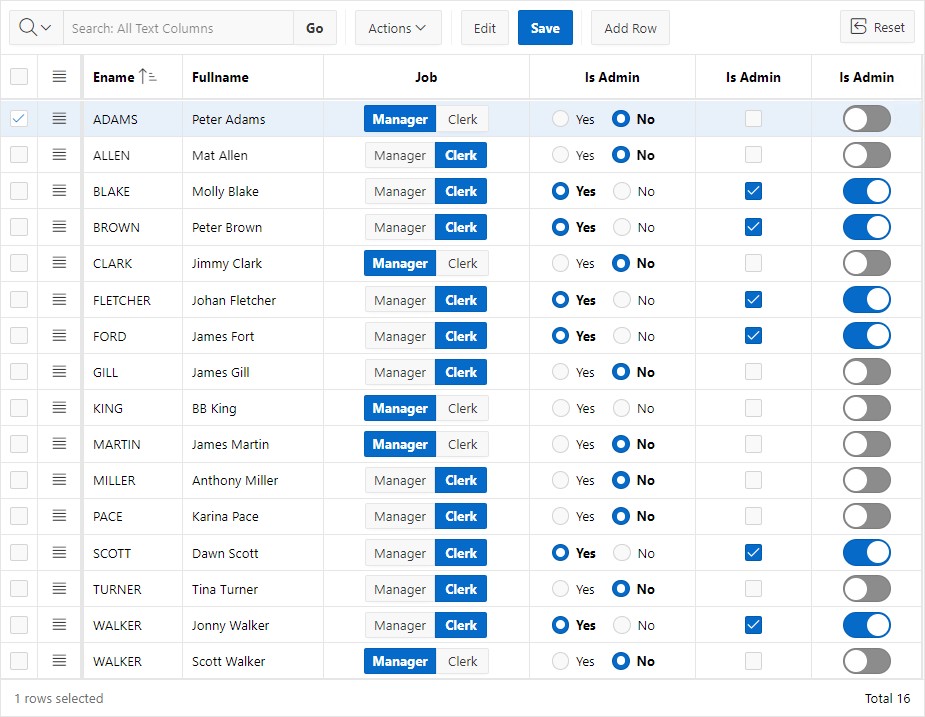 Search: All Text Columns Go Actions Edit Save Add Row Reset
Ename Fullname Job Is Admin Is Admin Is Admin
ADAMS Peter Adams Manager Clerk Yes No
ALLEN Mat Allen Manager Clerk Yes No
BLAKE Molly Blake Manager Clerk Yes No
BROWN Peter Brown Manager Clerk Yes No
CLARK Jimmy Clark Manager Clerk Yes No
FLETCHER Johan Fletcher Manager Clerk Yes No
FORD James Fort Manager Clerk Yes No
GILL James Gill Manager Clerk Yes No
KING BB King Manager Clerk Yes No
MARTIN James Martin Manager Clerk Yes No
MILLER Anthony Miller Manager Clerk Yes No
PACE Karina Pace Manager Clerk Yes No
SCOTT Dawn Scott Manager Clerk Yes No
TURNER Tina Turner Manager Clerk Yes No
WALKER Jonny Walker Manager Clerk Yes No
WALKER Scott Walker Manager Clerk Yes No
1 rows selected Total 16